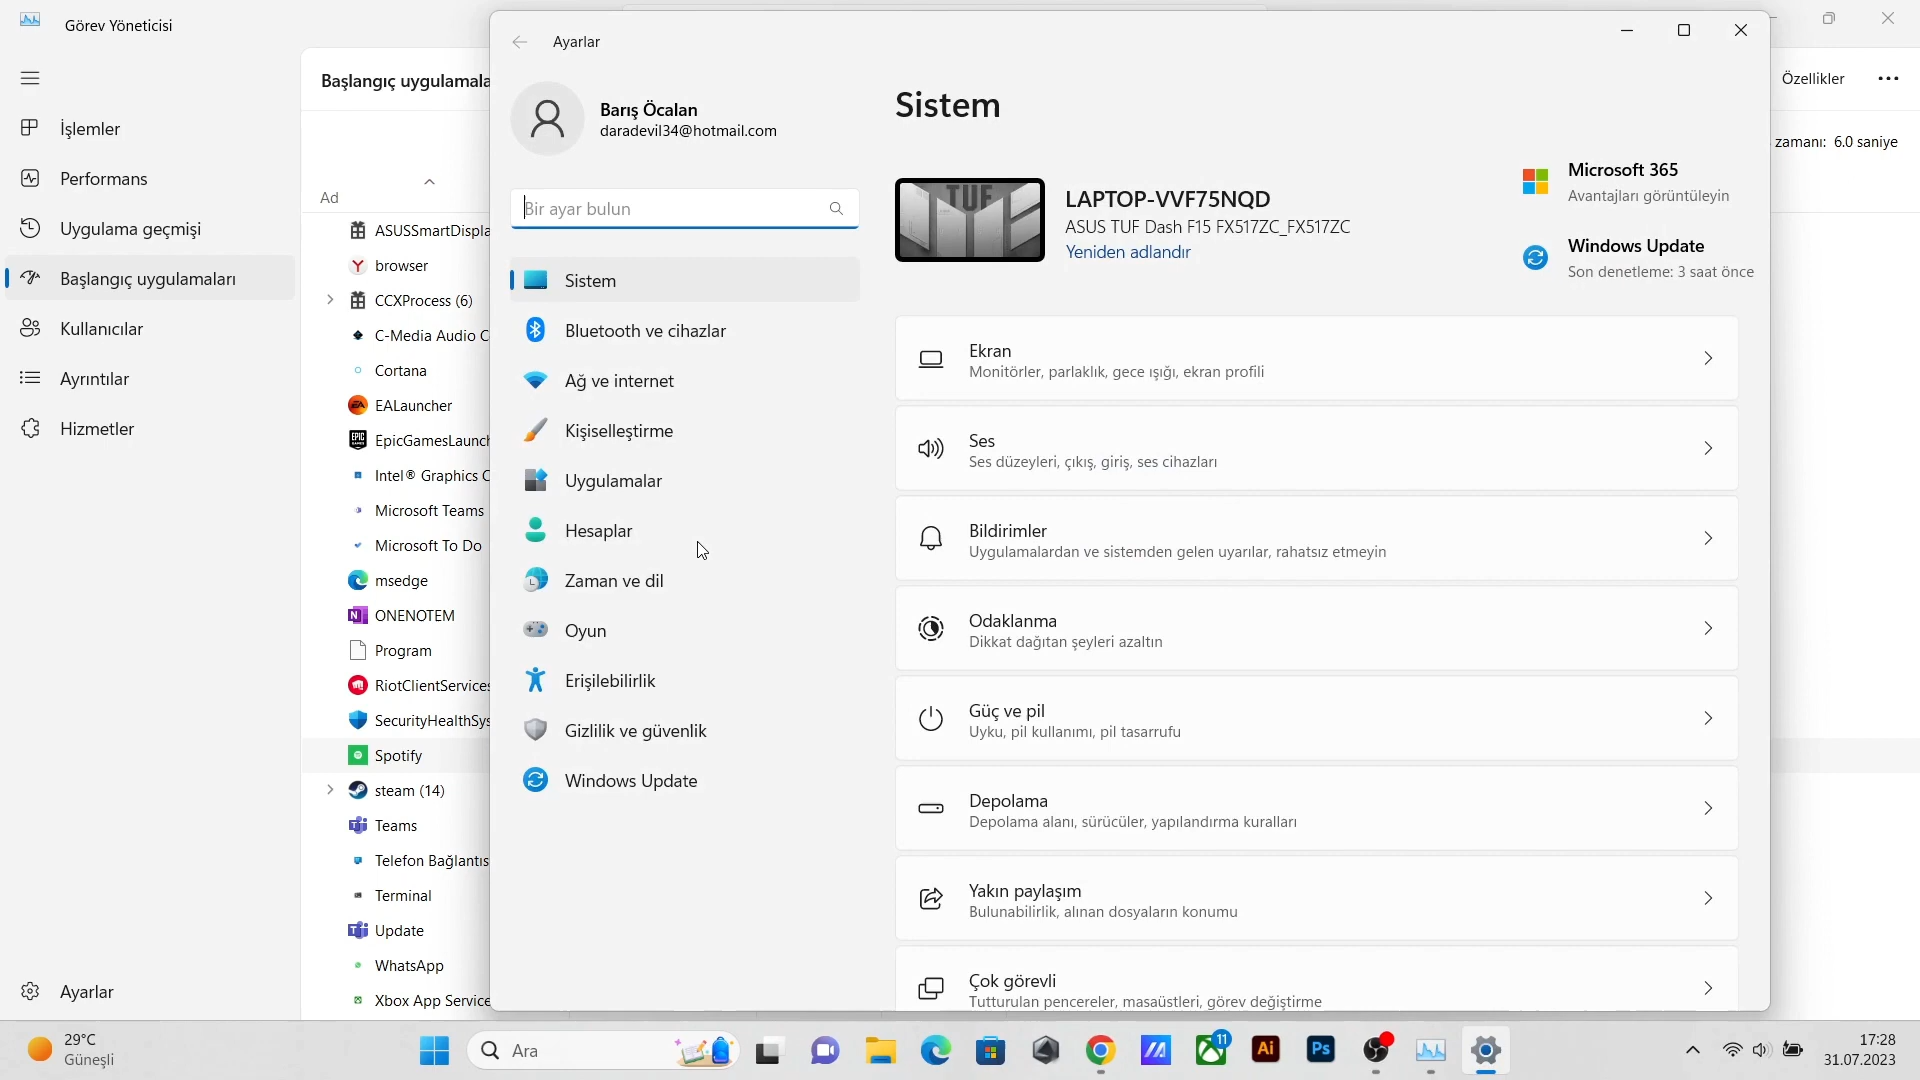 Görev Yöneticisi
İşlemler
Performans
Uygulama geçmişi
Başlangıç uygulamaları
Kullanıcılar
Ayrıntılar
Hizmetler
Ayarlar
Başlangıç uygulamala
Özellikler
zamanı: 6.0 saniye
Ad
ASUSSmartDispla
browser
CCXProcess (6)
C-Media Audio C
Cortana
EALauncher
EpicGamesLaunch
Intel® Graphics C
Microsoft Teams
Microsoft To Do
msedge
ONENOTEM
Program
RiotClientServices
SecurityHealthSys
Spotify
steam (14)
Teams
Telefon Bağlantıs
Terminal
Update
WhatsApp
Xbox App Service
Ayarlar
Barış Öcalan
daradevil34@hotmail.com
Bir ayar bulun
Sistem
Bluetooth ve cihazlar
Ağ ve internet
Kişiselleştirme
Uygulamalar
Hesaplar
Zaman ve dil
Oyun
Erişilebilirlik
Gizlilik ve güvenlik
Windows Update
Sistem
TUF
LAPTOP-VVF75NQD
ASUS TUF Dash F15 FX517ZC_FX517ZC
Yeniden adlandır
Microsoft 365
Avantajları görüntüleyin
Windows Update
Son denetleme: 3 saat önce
Ekran
Monitörler, parlaklık, gece ışığı, ekran profili
Ses
Ses düzeyleri, çıkış, giriş, ses cihazları
Bildirimler
Uygulamalardan ve sistemden gelen uyarılar, rahatsız etmeyin
Odaklanma
Dikkat dağıtan şeyleri azaltın
Güç ve pil
Uyku, pil kullanımı, pil tasarrufu
Depolama
Depolama alanı, sürücüler, yapılandırma kuralları
Yakın paylaşım
Bulunabilirlik, alınan dosyaların konumu
Çok görevli
Tutturulan pencereler, masaüstleri, görev değiştirme
29°C
Güneşli
Ara
11
Ai
Ps
17:28
31.07.2023